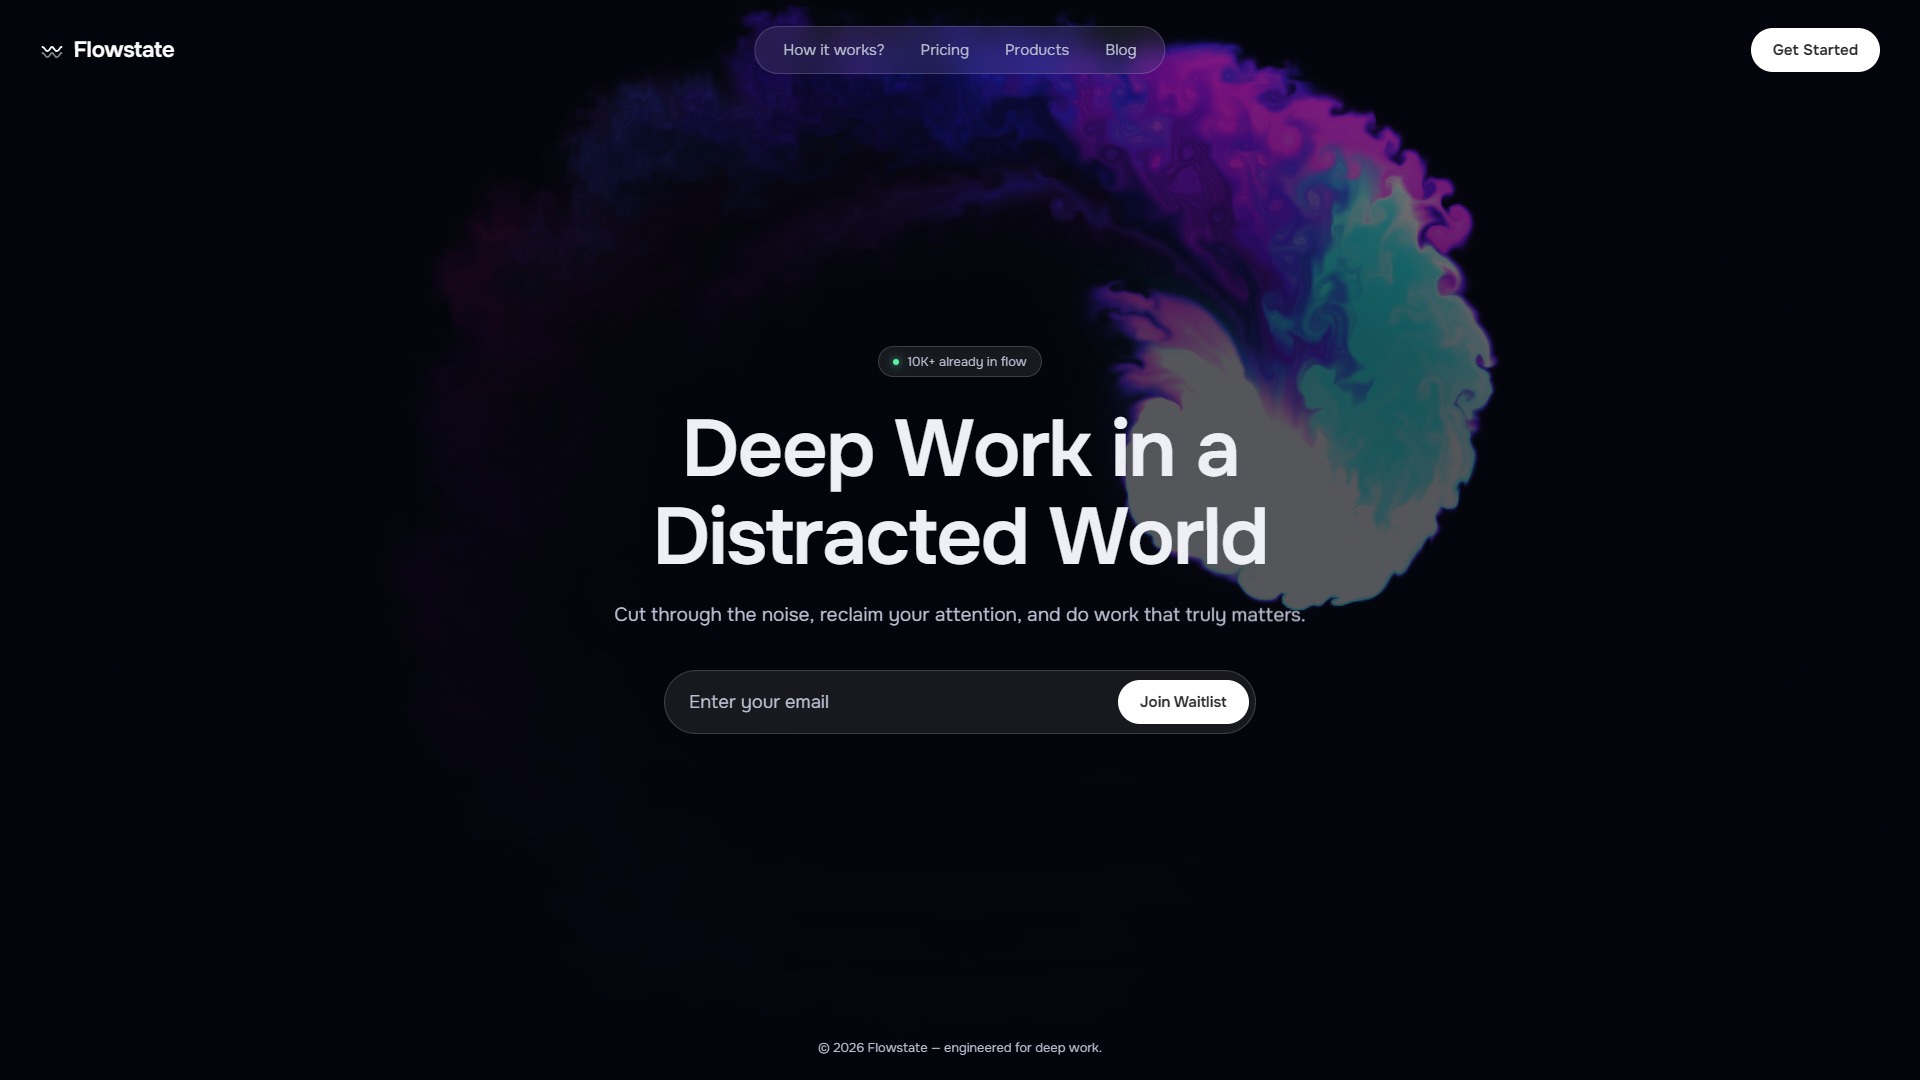 Flowstate
How it works?
Pricing
Products
Blog
Get Started
10K+ already in flow
Deep Work in a
Distracted World
Cut through the noise, reclaim your attention, and do work that truly matters.
Enter your email
Join Waitlist
© 2026 Flowstate — engineered for deep work.